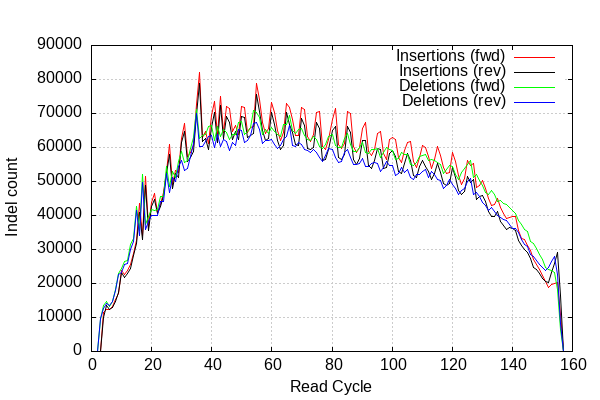 90000
80000
70000
60000
50000
40000
30000
20000
10000
0
Indel count
Insertions (fwd)
Insertions (rev)
Deletions (fwd)
Deletions (rev)
0 20 40 60 80 100 120 140 160
Read Cycle